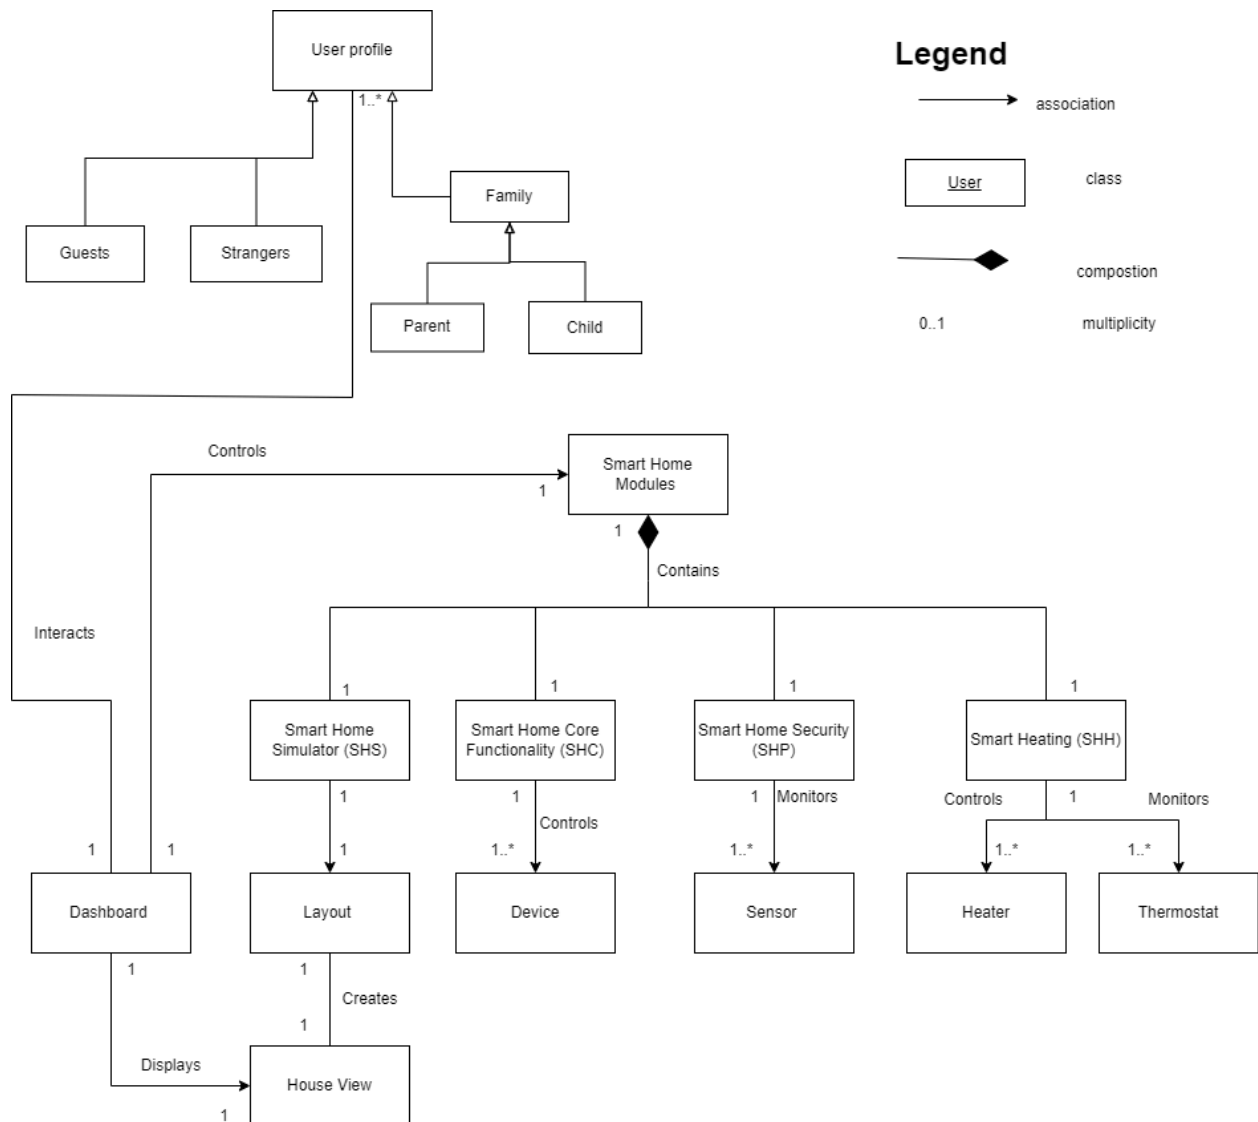 User profile
Legend
1..*
association
User
class
Family
Guests
Strangers
compostion
Parent
Child
0..1
multiplicity
Controls
Smart Home
Modules
1
1
Contains
Interacts
1
1
1
1
Smart Home
Simulator (SHS)
Smart Home Core
Functionality (SHC)
Smart Home Security
(SHP)
Smart Heating (SHH)
1
1
1
Monitors
Controls
1
Monitors
Controls
1
1
1
1..*
1..*
1..*
1..*
Dashboard
Layout
Device
Sensor
Heater
Thermostat
1
1
Creates
1
Displays
House View
1